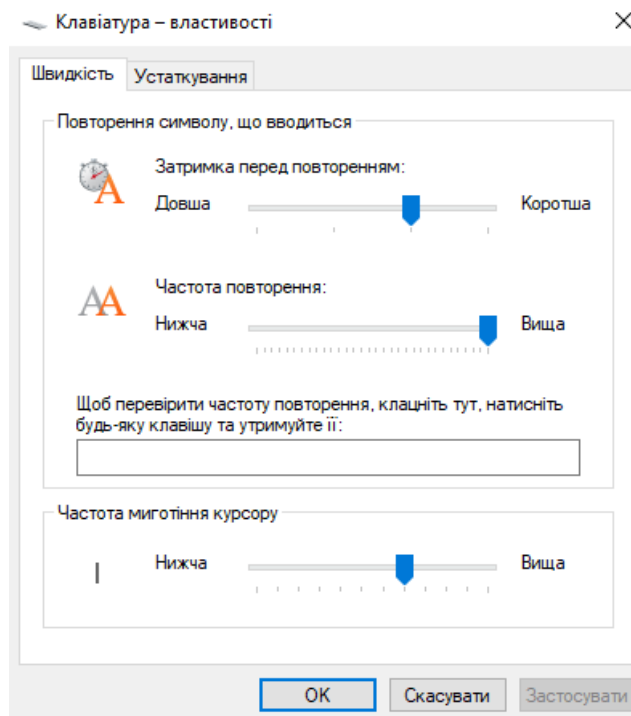 Клавіатура – властивості
Швидкість Устаткування
Повторення символу, що вводиться
Затримка перед повторенням:
Довша Коротша
Частота повторення:
Нижча Вища
Щоб перевірити частоту повторення, клацніть тут, натисніть
будь-яку клавішу та утримуйте її:
Частота миготіння курсору
Нижча Вища
ОК Скасувати Застосувати